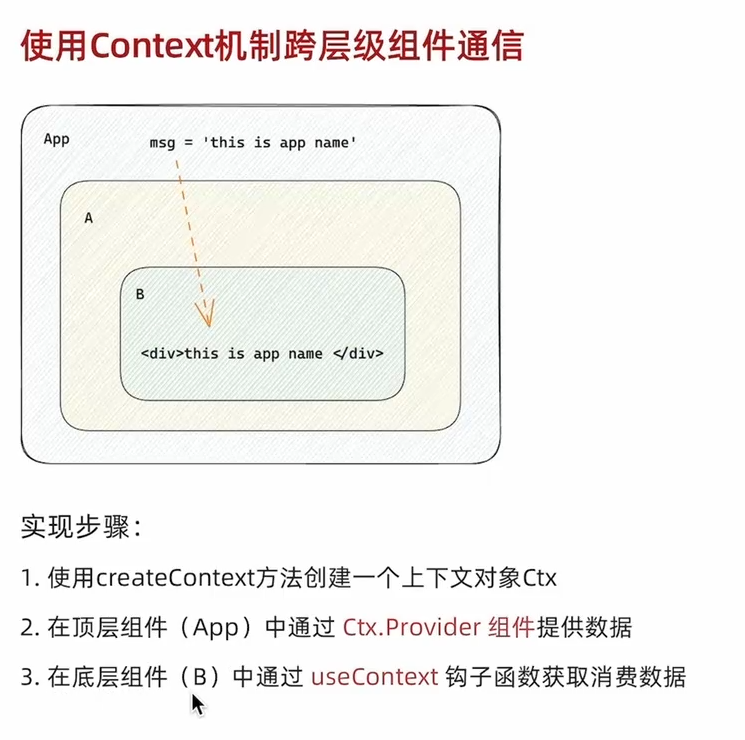 使用Context机制跨层级组件通信
App
msg = 'this is app name'
A
B
<div>this is app name </div>
实现步骤：
1. 使用createContext方法创建一个上下文对象Ctx
2. 在顶层组件（App）中通过 Ctx.Provider 组件提供数据
3. 在底层组件（B）中通过 useContext 钩子函数获取消费数据